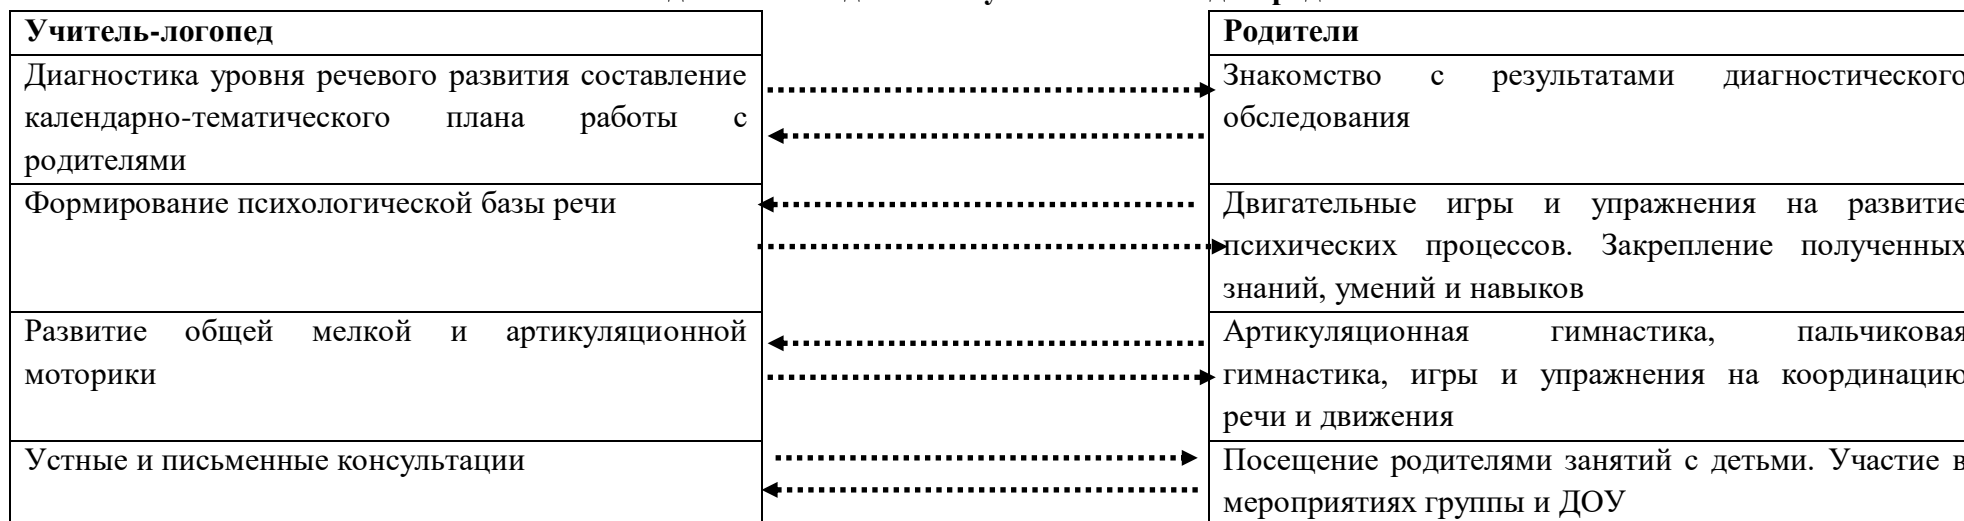 Учитель-логопед
Диагностика уровня речевого развития составление
календарно-тематического плана работы с
родителями
Формирование психологической базы речи
Развитие общей мелкой и артикуляционной
моторики
Устные и письменные консультации
Родители
Знакомство с результатами диагностического
обследования
Двигательные игры и упражнения на развитие
психических процессов. Закрепление полученных
знаний, умений и навыков
Артикуляционная гимнастика, пальчиковая
гимнастика, игры и упражнения на координацию
речи и движения
Посещение родителями занятий с детьми. Участие в
мероприятиях группы и ДОУ